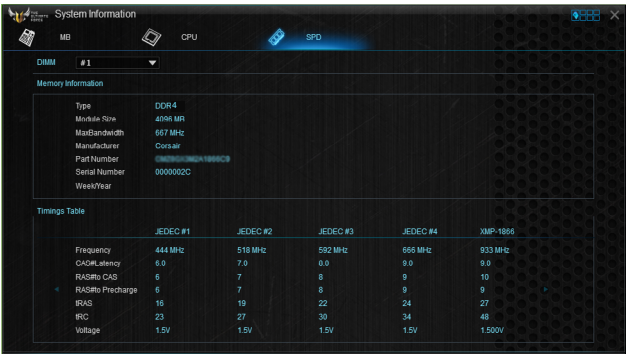 THE ULTIMATE FORCE System Information
MB CPU SPD
DIMM #1
Memory Information
Type DDR4
Module Size 4096 MB
MaxBandwidth 667 MHz
Manufacturer Corsair
Part Number
Serial Number 0000002C
Week/Year
Timings Table
JEDEC #1 JEDEC #2 JEDEC #3 JEDEC #4 XMP-1866
Frequency 444 MHz 518 MHz 592 MHz 666 MHz 933 MHz
CAS#Latency 6.0 7.0 8.0 9.0 9.0
RAS#to CAS 6 7 8 9 10
RAS#to Precharge 6 7 8 9 9
tRAS 16 19 22 24 27
tRC 23 27 30 34 48
Voltage 1.5V 1.5V 1.5V 1.5V 1.500V